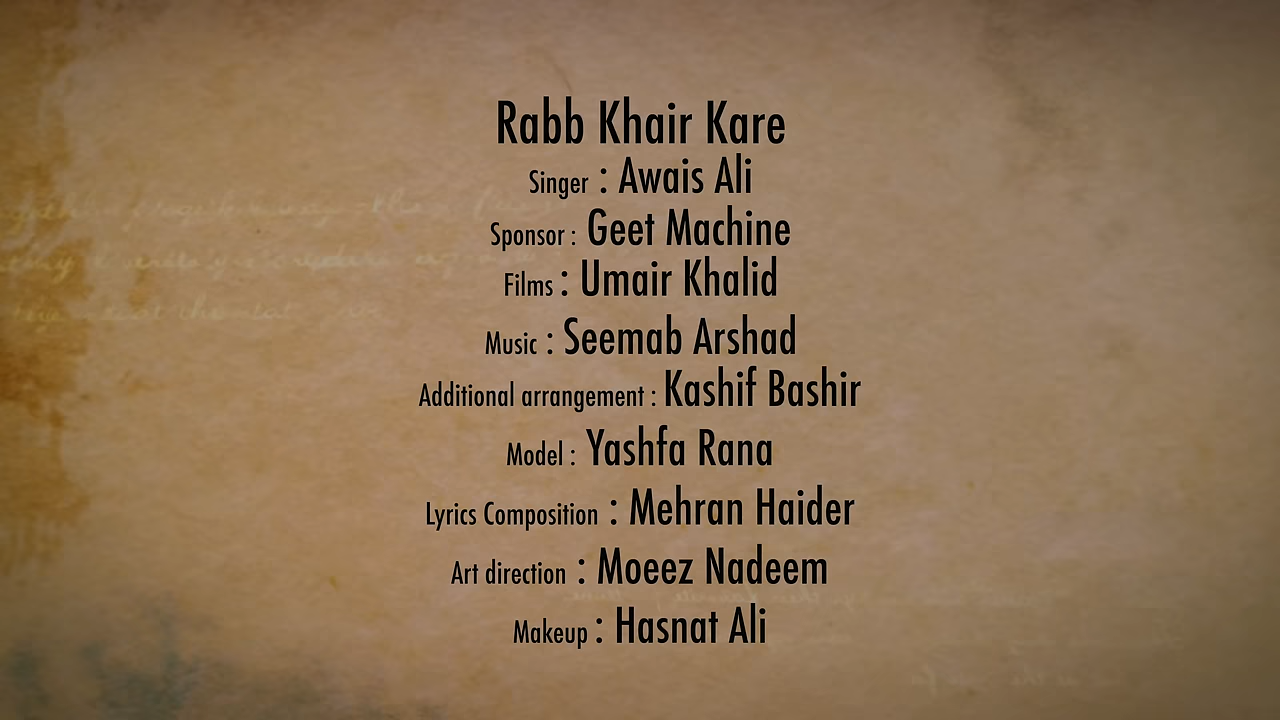 Rabb Khair Kare
Singer : Awais Ali
Sponsor : Geet Machine
Films : Umair Khalid
Music : Seemab Arshad
Additional arrangement : Kashif Bashir
Model : Yashfa Rana
Lyrics Composition : Mehran Haider
Art direction : Moeez Nadeem
Makeup : Hasnat Ali